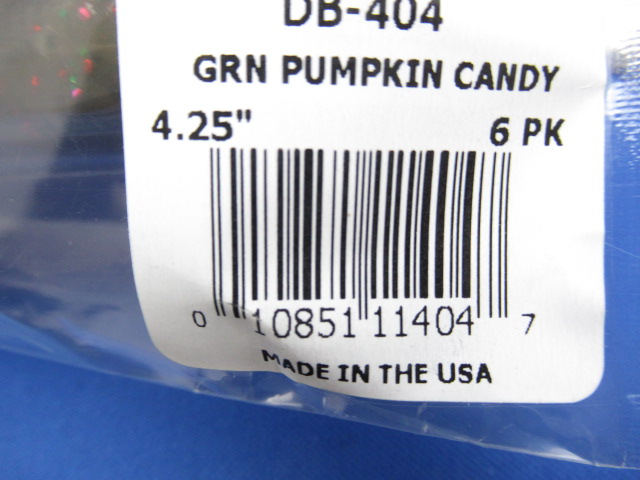 DB-404
GRN PUMPKIN CANDY
4.25" 6 PK
0 10851 11404 7
MADE IN THE USA